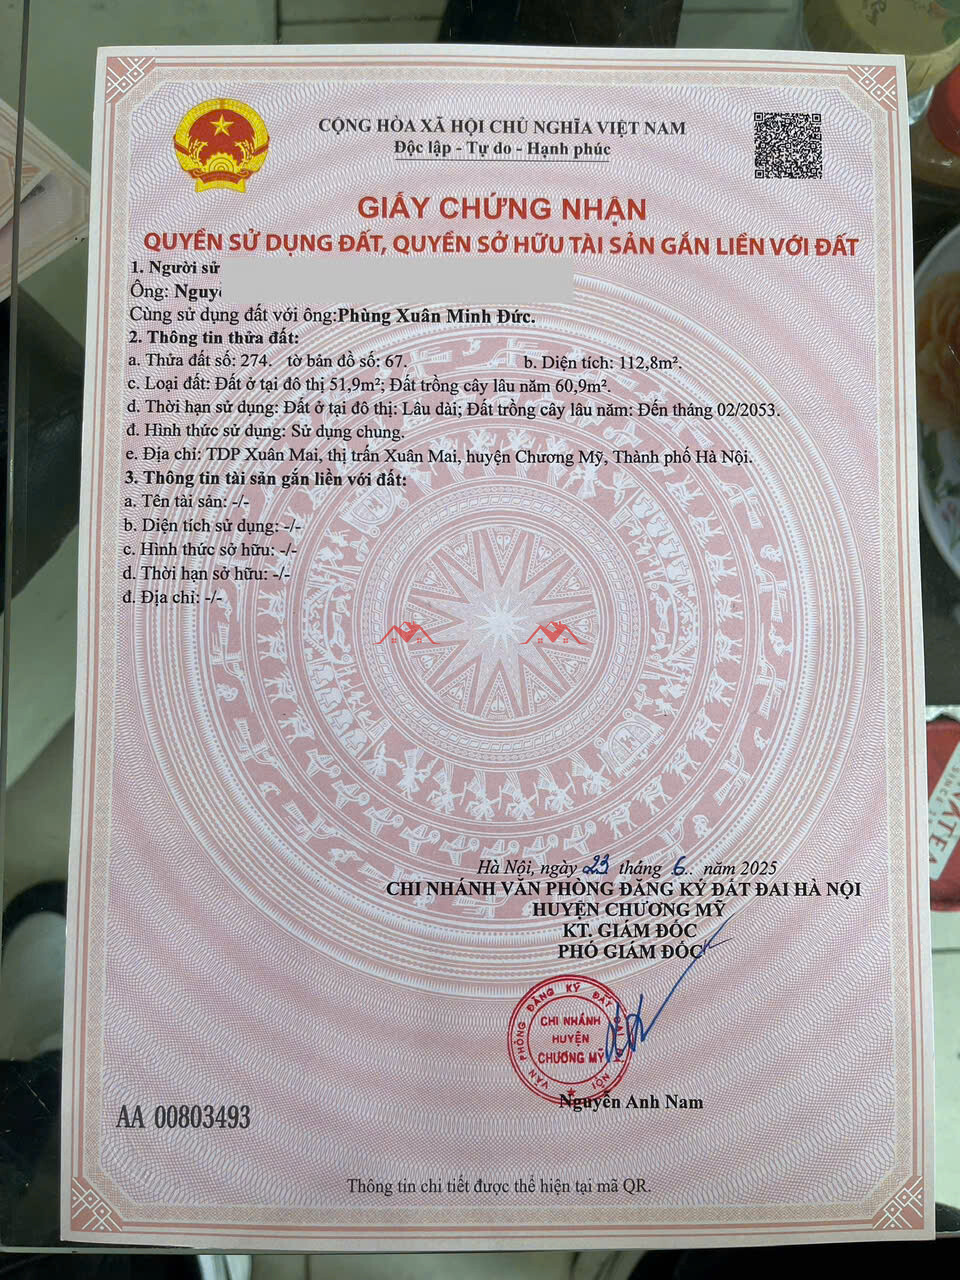 CỘNG HÒA XÃ HỘI CHỦ NGHĨA VIỆT NAM
Độc lập - Tự do - Hạnh phúc
GIẤY CHỨNG NHẬN
QUYỀN SỬ DỤNG ĐẤT, QUYỀN SỞ HỮU TÀI SẢN GẮN LIỀN VỚI ĐẤT
1. Người sử
Ông:
Cùng sử dụng đất với ông:Phùng Xuân Minh Đức.
2. Thông tin thửa đất:
a. Thửa đất số: 274. tờ bản đồ số: 67. b. Diện tích: 112,8m².
c. Loại đất: Đất ở tại đô thị 51,9m²; Đất trồng cây lâu năm 60,9m².
d. Thời hạn sử dụng: Đất ở tại đô thị: Lâu dài; Đất trồng cây lâu năm: Đến tháng 02/2053.
đ. Hình thức sử dụng: Sử dụng chung.
e. Địa chỉ: TDP Xuân Mai, thị trấn Xuân Mai, huyện Chương Mỹ, Thành phố Hà Nội.
3. Thông tin tài sản gắn liền với đất:
a. Tên tài sản: -/-
b. Diện tích sử dụng: -/-
c. Hình thức sở hữu: -/-
d. Thời hạn sở hữu: -/-
đ. Địa chỉ: -/-
Hà Nội, ngày 23 tháng 6.. năm 2025
CHI NHÁNH VĂN PHÒNG ĐĂNG KÝ ĐẤT ĐAI HÀ NỘI
HUYỆN CHƯƠNG MỸ
KT. GIÁM ĐỐC
PHÓ GIÁM ĐỐC
VĂN PHÒNG ĐĂNG KÝ ĐẤT ĐAI HÀ NỘI
CHI NHÁNH
HUYỆN
CHƯƠNG MỸ
Nguyễn Anh Nam
AA 00803493
Thông tin chi tiết được thể hiện tại mã QR.